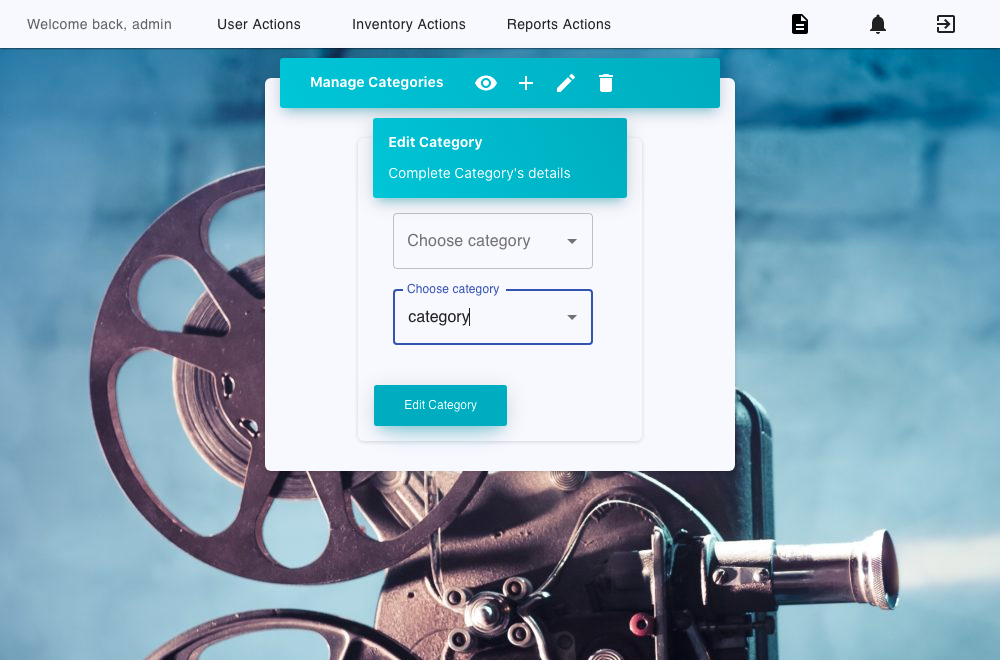 Welcome back, admin
User Actions
Inventory Actions
Reports Actions
Manage Categories
Edit Category
Complete Category's details
Choose category
Choose category
category
Edit Category